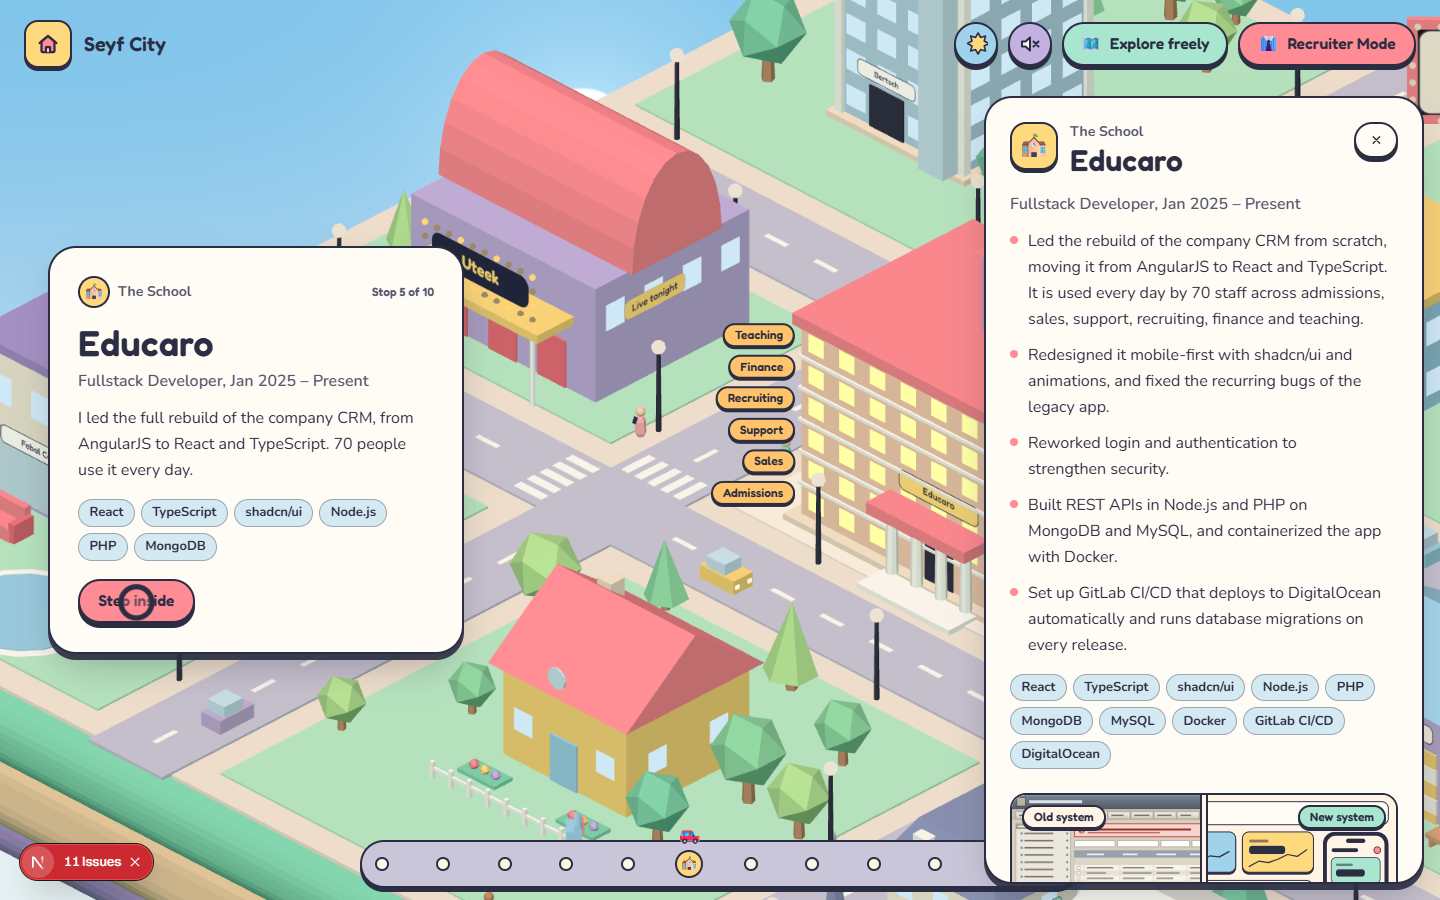 Seyf City
Explore freely
Recruiter Mode
Bertsch
Uteek
Live tonight
The School
Stop 5 of 10
Educaro
Fullstack Developer, Jan 2025 – Present
I led the full rebuild of the company CRM, from
AngularJS to React and TypeScript. 70 people
use it every day.
React
TypeScript
shadcn/ui
Node.js
PHP
MongoDB
Step inside
Teaching
Finance
Recruiting
Support
Sales
Admissions
Educaro
The School
Educaro
Fullstack Developer, Jan 2025 – Present
Led the rebuild of the company CRM from scratch,
moving it from AngularJS to React and TypeScript.
It is used every day by 70 staff across admissions,
sales, support, recruiting, finance and teaching.
Redesigned it mobile-first with shadcn/ui and
animations, and fixed the recurring bugs of the
legacy app.
Reworked login and authentication to
strengthen security.
Built REST APIs in Node.js and PHP on
MongoDB and MySQL, and containerized the app
with Docker.
Set up GitLab CI/CD that deploys to DigitalOcean
automatically and runs database migrations on
every release.
React
TypeScript
shadcn/ui
Node.js
PHP
MongoDB
MySQL
Docker
GitLab CI/CD
DigitalOcean
Old system
New system
N
11 Issues